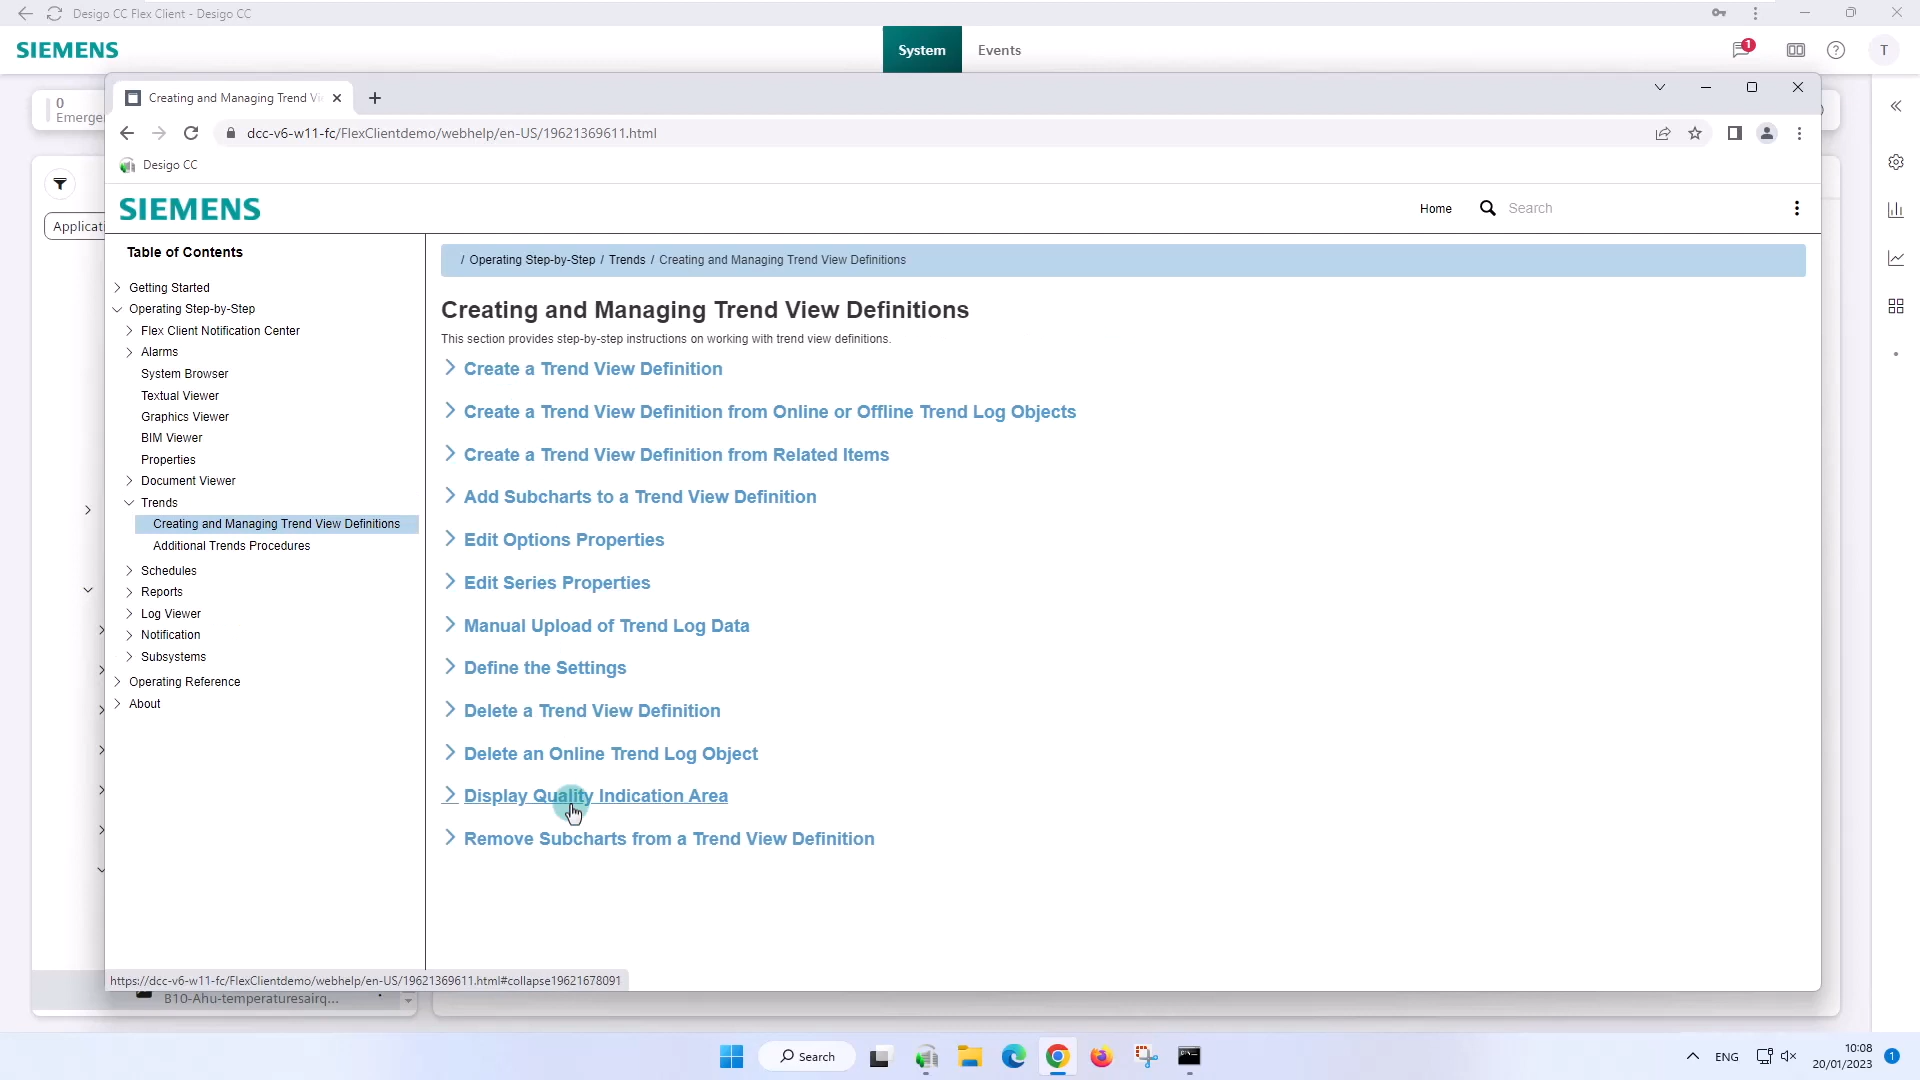 Desigo CC Flex Client - Desigo CC
SIEMENS
System
Events
1
T
0
Emerge
Creating and Managing Trend Vi
dcc-v6-w11-fc/FlexClientdemo/webhelp/en-US/19621369611.html
Desigo CC
Applicati
SIEMENS
Home
Search
Table of Contents
Getting Started
Operating Step-by-Step
Flex Client Notification Center
Alarms
System Browser
Textual Viewer
Graphics Viewer
BIM Viewer
Properties
Document Viewer
Trends
Creating and Managing Trend View Definitions
Additional Trends Procedures
Schedules
Reports
Log Viewer
Notification
Subsystems
Operating Reference
About
/ Operating Step-by-Step / Trends / Creating and Managing Trend View Definitions
Creating and Managing Trend View Definitions
This section provides step-by-step instructions on working with trend view definitions.
Create a Trend View Definition
Create a Trend View Definition from Online or Offline Trend Log Objects
Create a Trend View Definition from Related Items
Add Subcharts to a Trend View Definition
Edit Options Properties
Edit Series Properties
Manual Upload of Trend Log Data
Define the Settings
Delete a Trend View Definition
Delete an Online Trend Log Object
Display Quality Indication Area
Remove Subcharts from a Trend View Definition
https://dcc-v6-w11-fc/FlexClientdemo/webhelp/en-US/19621369611.html#collapse19621678091
B10-Ahu-temperaturesairq...
Search
ENG
10:08
20/01/2023
1